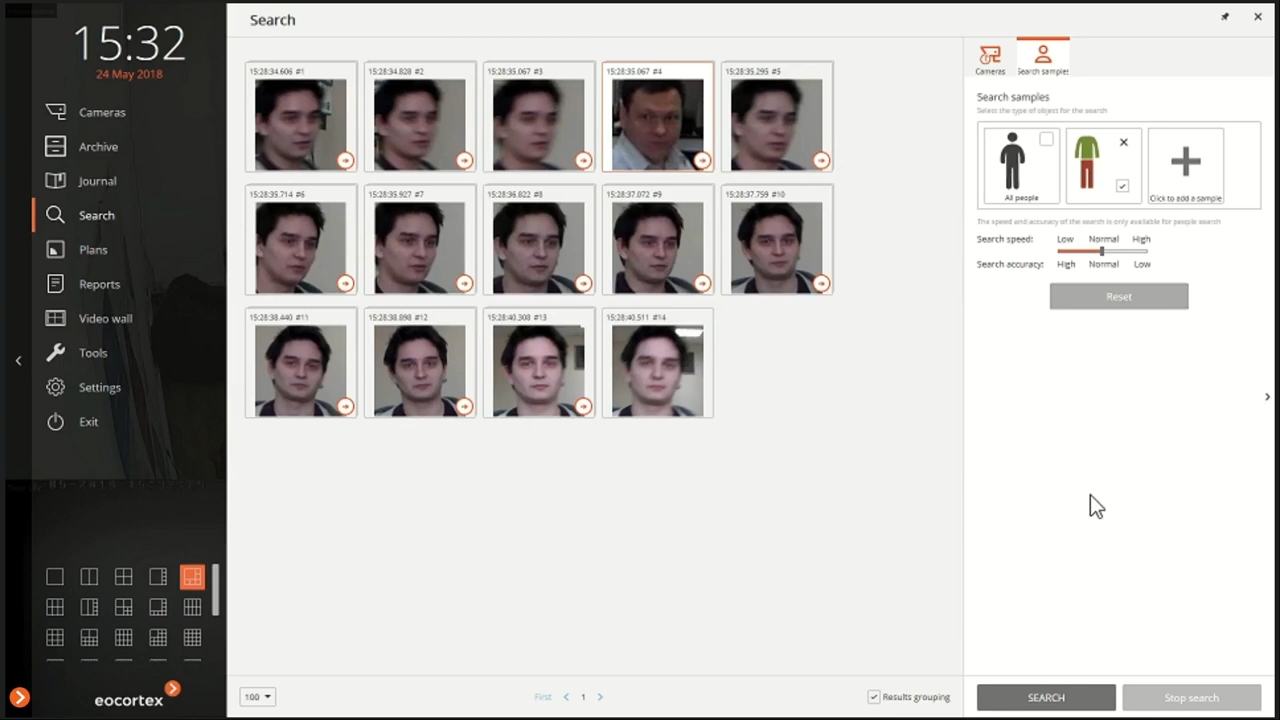 15:32
24 May 2018
Cameras
Archive
Journal
Search
Plans
Reports
Video wall
Tools
Settings
Exit
eocortex
Search
15:28:34.606 #1
15:28:34.828 #2
15:28:35.067 #3
15:28:35.067 #4
15:28:35.295 #5
15:28:35.714 #6
15:28:35.927 #7
15:28:36.822 #8
15:28:37.072 #9
15:28:37.759 #10
15:28:38.440 #11
15:28:38.898 #12
15:28:40.308 #13
15:28:40.511 #14
100
First
1
Results grouping
Cameras
Search samples
Search samples
Select the type of object for the search
All people
Click to add a sample
The speed and accuracy of the search is only available for people search
Search speed: Low Normal High
Search accuracy: High Normal Low
Reset
SEARCH
Stop search